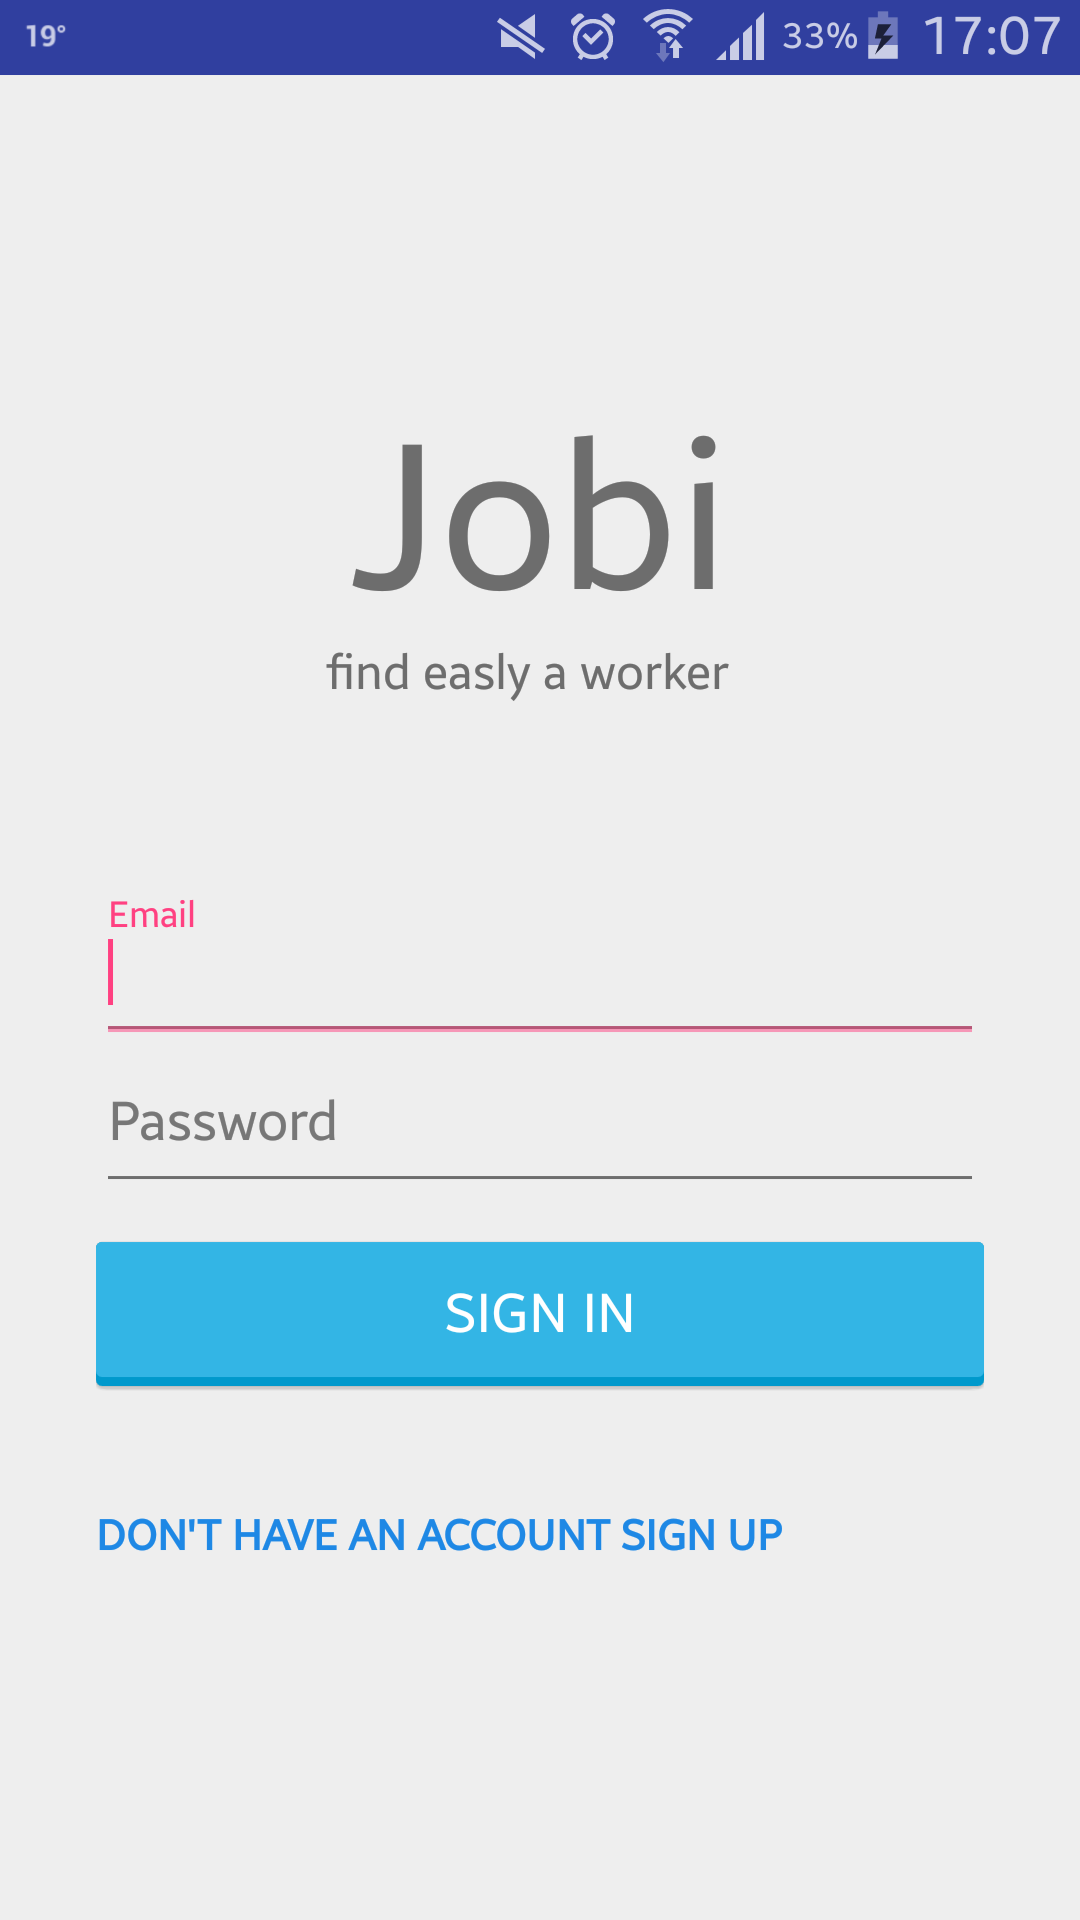 19°
33%
17:07
Jobi
find easly a worker
Email
Password
SIGN IN
DON'T HAVE AN ACCOUNT SIGN UP